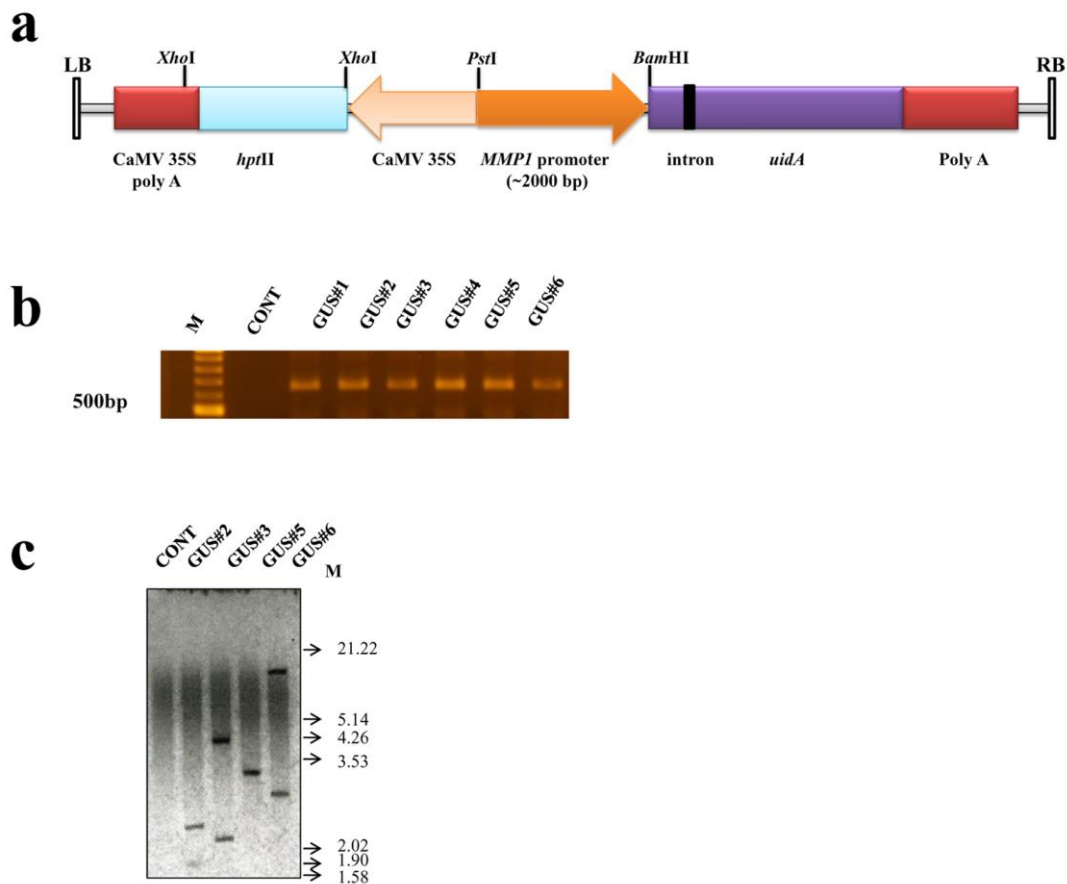 a
LB XhoI XhoI PstI BamHI RB
CaMV 35S poly A hptII CaMV 35S MMP1 promoter (~2000 bp) intron uidA Poly A
b
M CONT GUS#1 GUS#2 GUS#3 GUS#4 GUS#5 GUS#6
500bp
c
CONT GUS#2 GUS#3 GUS#5 GUS#6 M
21.22
5.14
4.26
3.53
2.02
1.90
1.58